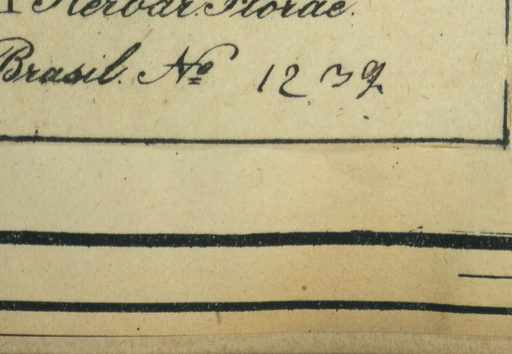 Herbar. Florae.
Brasil. Nº 1239